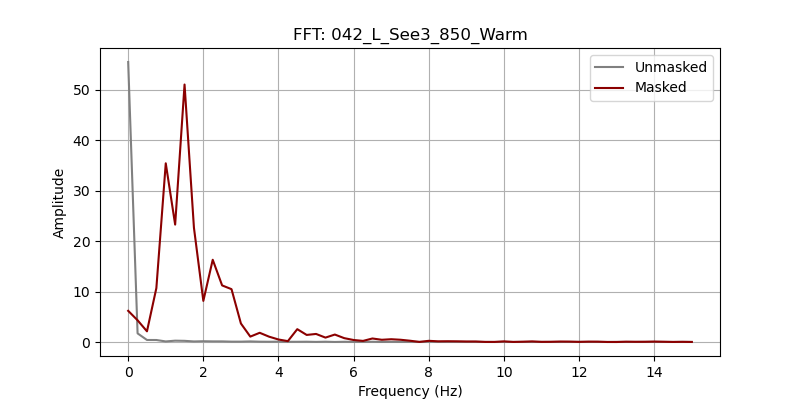 FFT: 042_L_See3_850_Warm
Unmasked
Masked
Amplitude
50
40
30
20
10
0
0 2 4 6 8 10 12 14
Frequency (Hz)